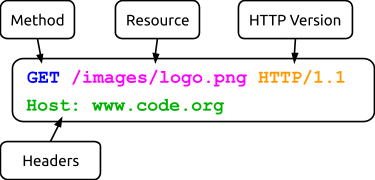 Method
Resource
HTTP Version
GET /images/logo.png HTTP/1.1
Host: www.code.org
Headers